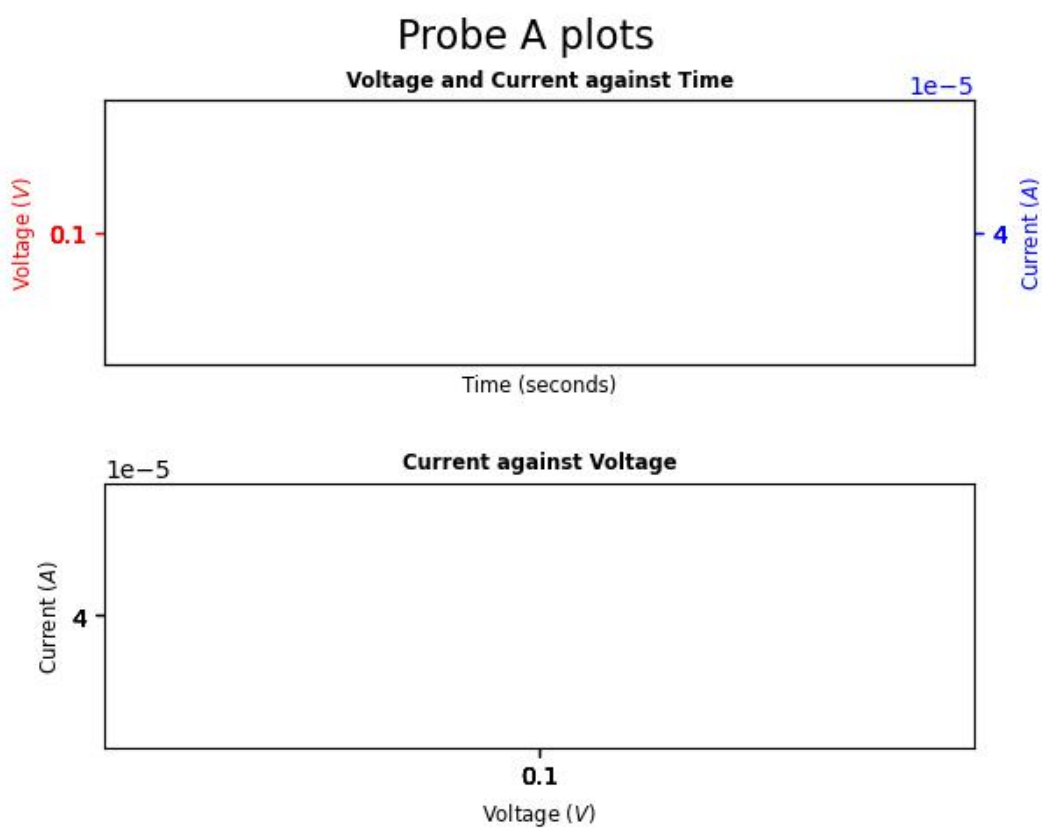 Probe A plots
Voltage and Current against Time
1e−5
Voltage (V)
0.1
4
Current (A)
Time (seconds)
Current against Voltage
1e−5
Current (A)
4
0.1
Voltage (V)